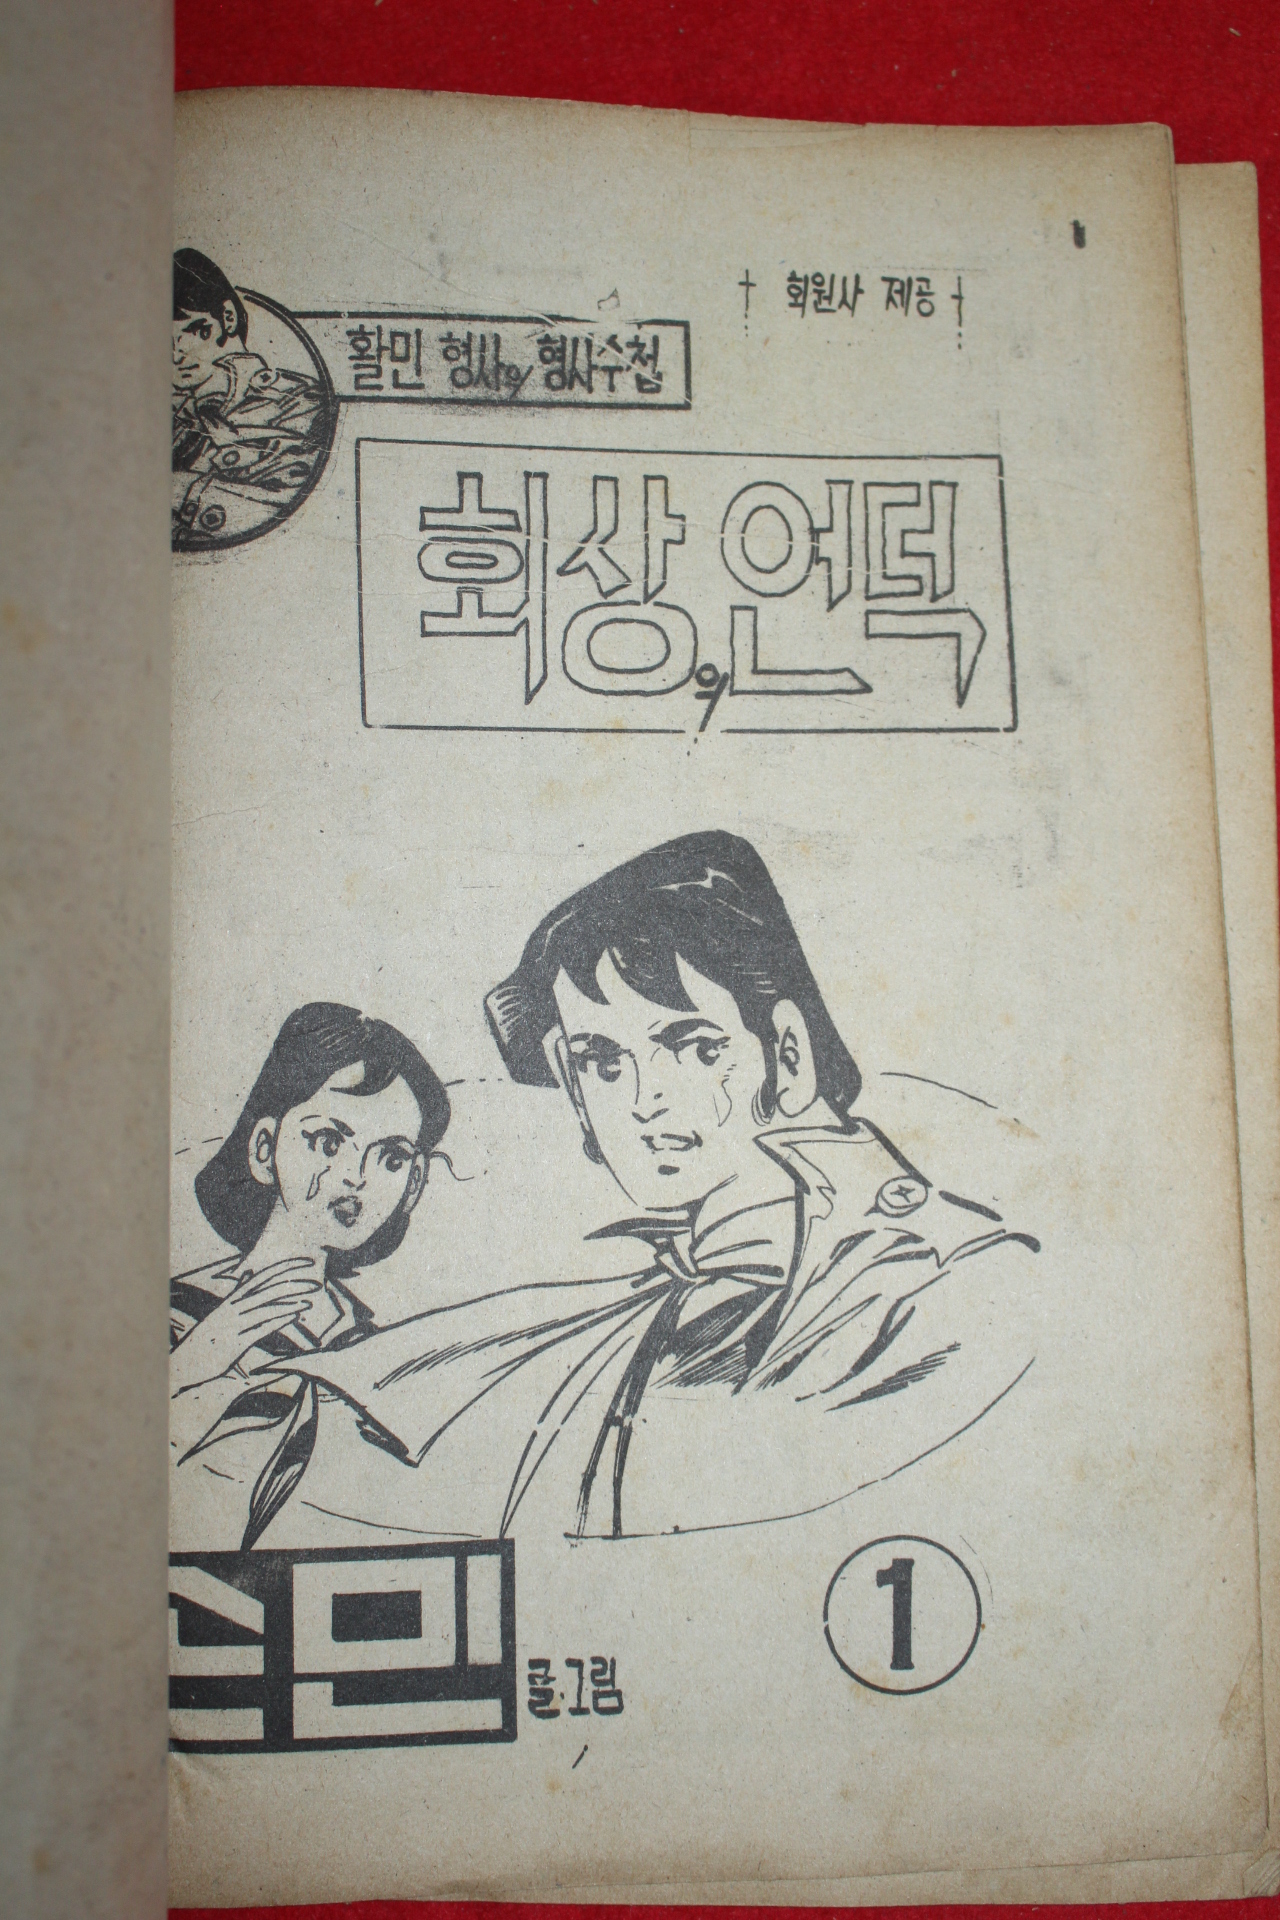 회원사 제공
활민 형사의 형사수첩
회상의 언덕
민 글·그림
1